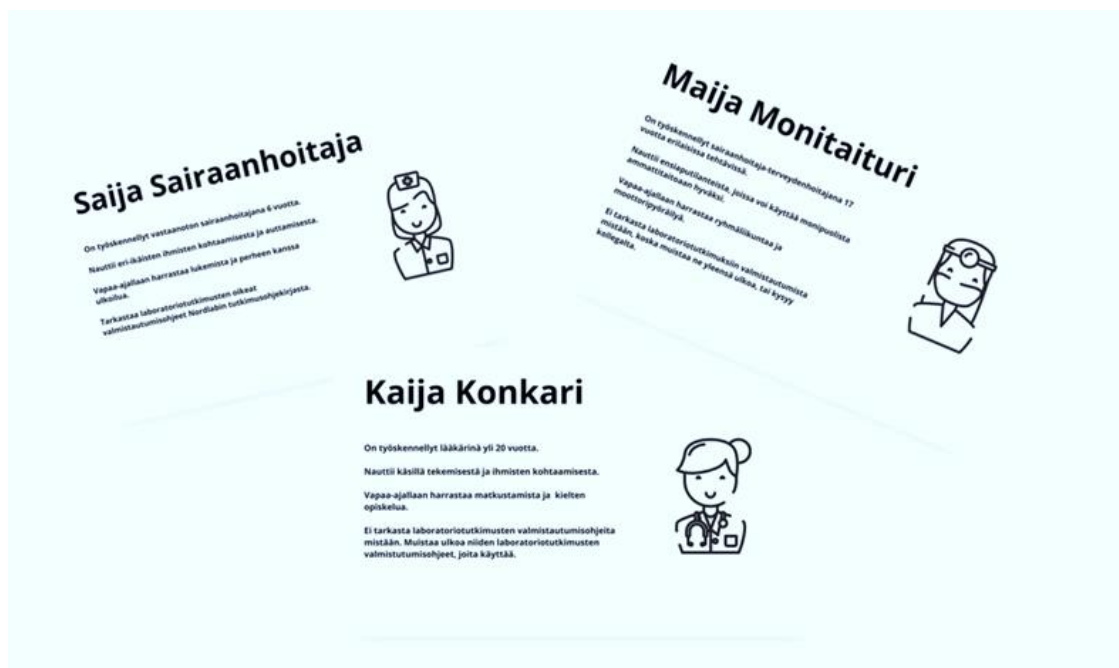 Saija Sairaanhoitaja
On työskennellyt vastaanoton sairaanhoitajana 6 vuotta.
Nauttii eri-ikäisten ihmisten kohtaamisesta ja auttamisesta.
Vapaa-ajallaan harrastaa lukemista ja perheen kanssa
ulkoilua.
Tarkastaa laboratoriotutkimusten oikeat
valmistautumisohjeet Nordlabin tutkimusohjekirjasta.
Maija Monitaituri
On työskennellyt sairaanhoitaja-terveydenhoitajana 17
vuotta erilaisissa tehtävissä.
Nauttii ensiaputilanteista, joissa voi käyttää monipuolista
ammattitaitoaan hyväksi.
Vapaa-ajallaan harrastaa ryhmäliikuntaa ja
moottoripyöräilyä.
Ei tarkasta laboratoriotutkimuksiin valmistautumista
mistään, koska muistaa ne yleensä ulkoa, tai kysyy
kollegalta.
Kaija Konkari
On työskennellyt lääkärinä yli 20 vuotta.
Nauttii käsillä tekemisestä ja ihmisten kohtaamisesta.
Vapaa-ajallaan harrastaa matkustamista ja kielten
opiskelua.
Ei tarkasta laboratoriotutkimusten valmistautumisohjeita
mistään. Muistaa ulkoa niiden laboratoriotutkimusten
valmistutumisohjeet, joita käyttää.